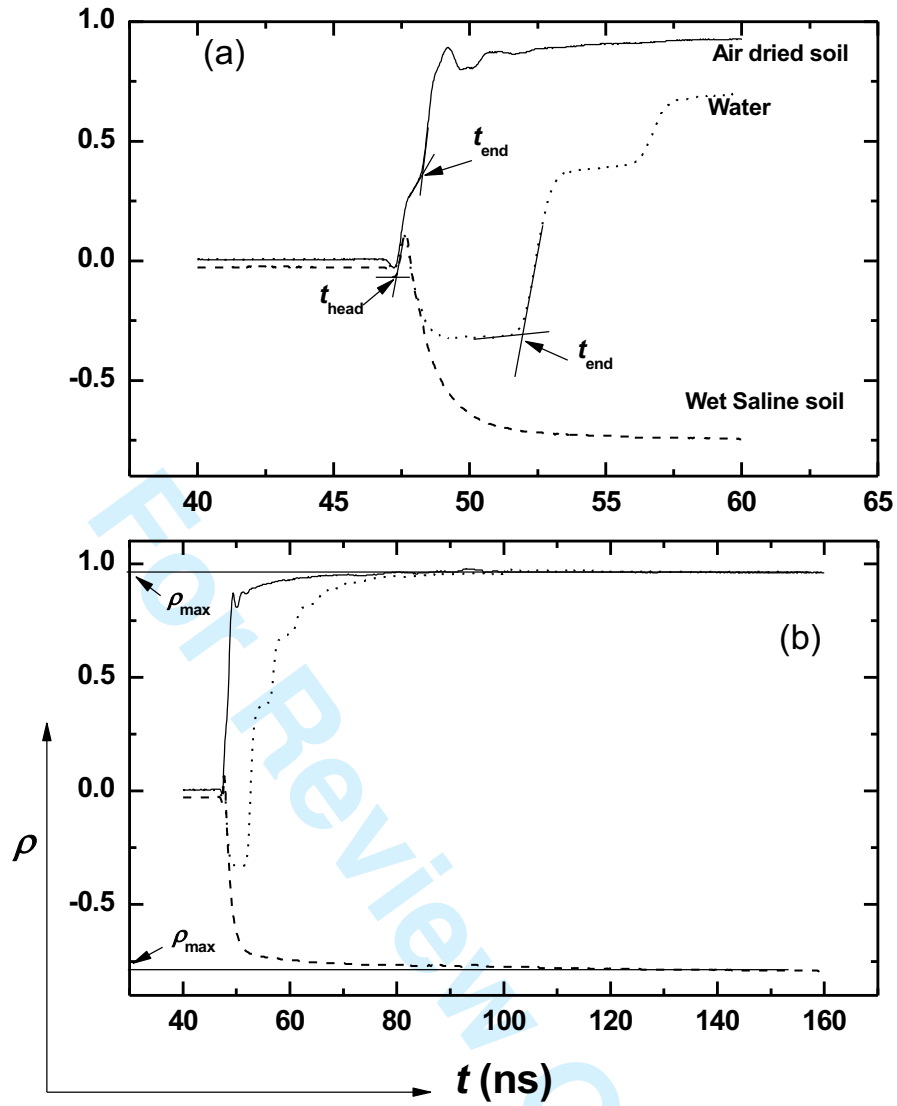 (a)
1.0
0.5
0.0
-0.5
Air dried soil
Water
t end
t head
t end
Wet Saline soil
40 45 50 55 60 65
(b)
1.0
0.5
0.0
-0.5
ρ max
ρ max
40 60 80 100 120 140 160
ρ
t (ns)
For Review O